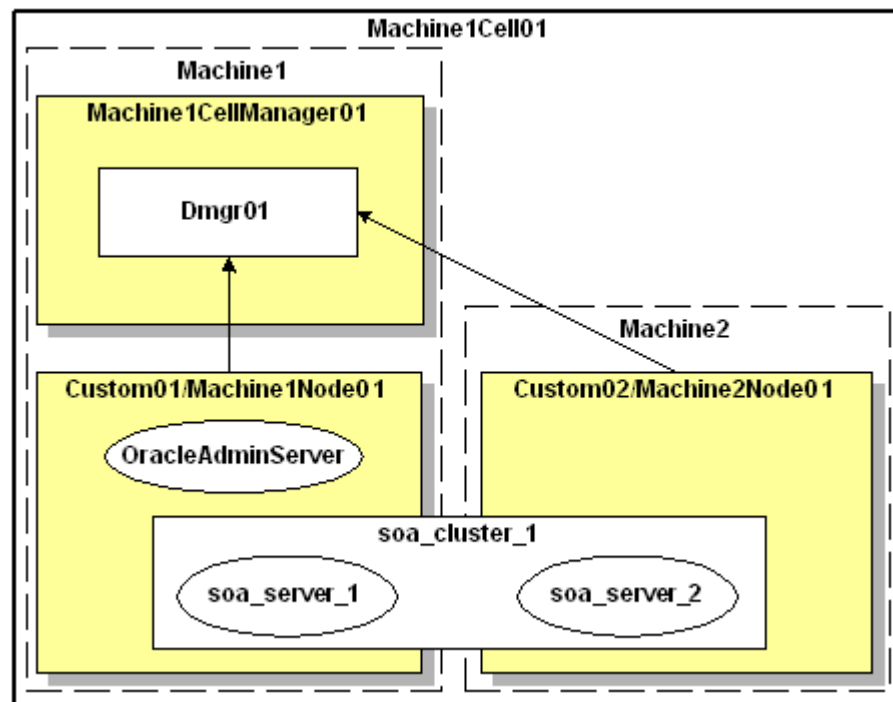 Machine1Cell01
Machine1
Machine1CellManager01
Dmgr01
Machine2
Custom01/Machine1Node01
Custom02/Machine2Node01
OracleAdminServer
soa_cluster_1
soa_server_1
soa_server_2